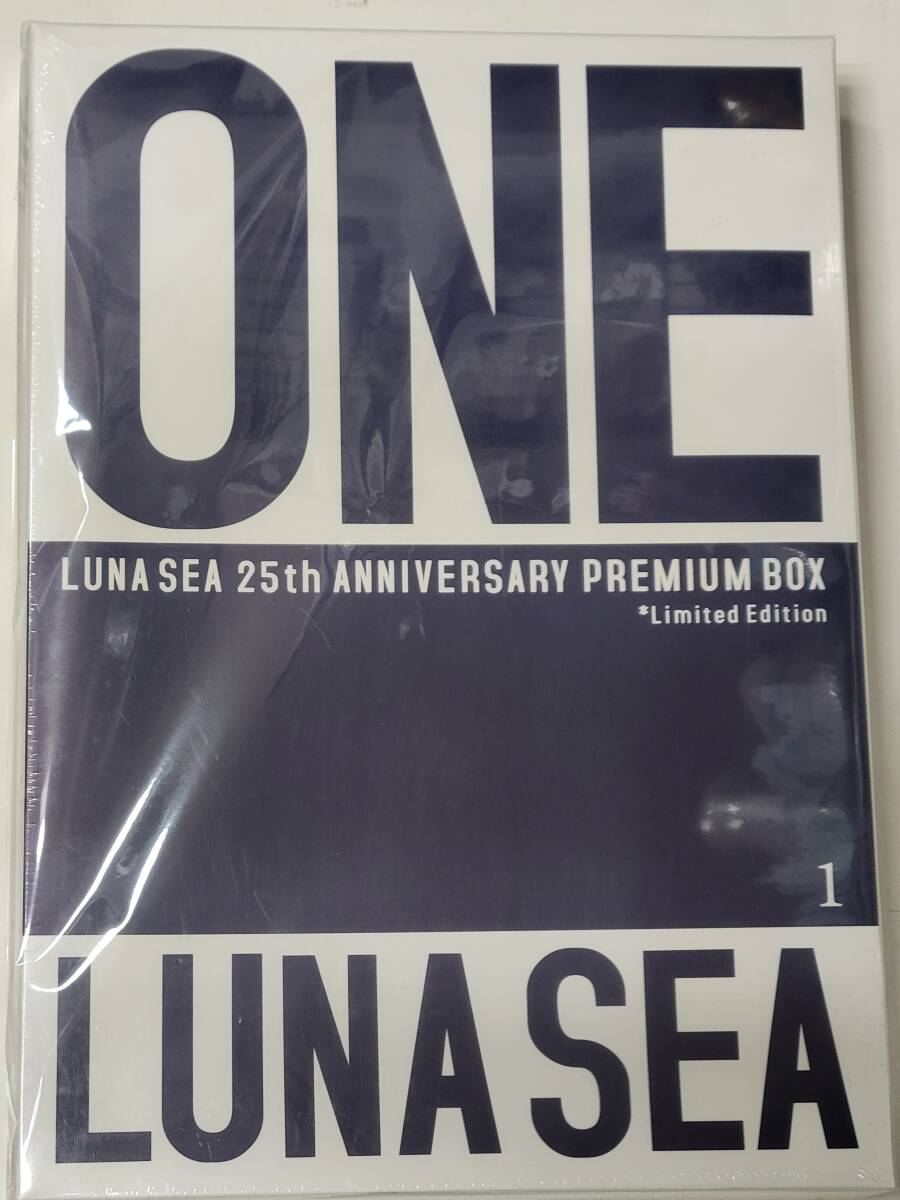 ONE
LUNA SEA 25th ANNIVERSARY PREMIUM BOX
*Limited Edition
1
LUNA SEA